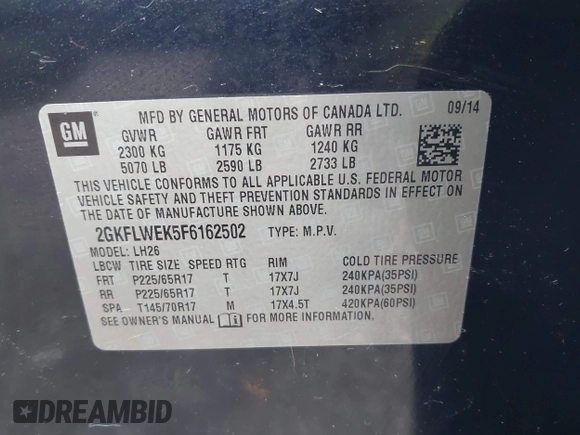 MFD BY GENERAL MOTORS OF CANADA LTD. 09/14
GM
GVWR GAWR FRT GAWR RR
2300 KG 1175 KG 1240 KG
5070 LB 2590 LB 2733 LB
THIS VEHICLE CONFORMS TO ALL APPLICABLE U.S. FEDERAL MOTOR
VEHICLE SAFETY AND THEFT PREVENTION STANDARDS IN EFFECT ON
THE DATE OF MANUFACTURE SHOWN ABOVE.
2GKFLWEK5F6162502 TYPE: M.P.V.
MODEL: LH26
LBCW TIRE SIZE SPEED RTG RIM COLD TIRE PRESSURE
FRT P225/65R17 T 17X7J 240KPA(35PSI)
RR P225/65R17 T 17X7J 240KPA(35PSI)
SPA T145/70R17 M 17X4.5T 420KPA(60PSI)
SEE OWNER'S MANUAL FOR MORE INFORMATION.
DREAMBID